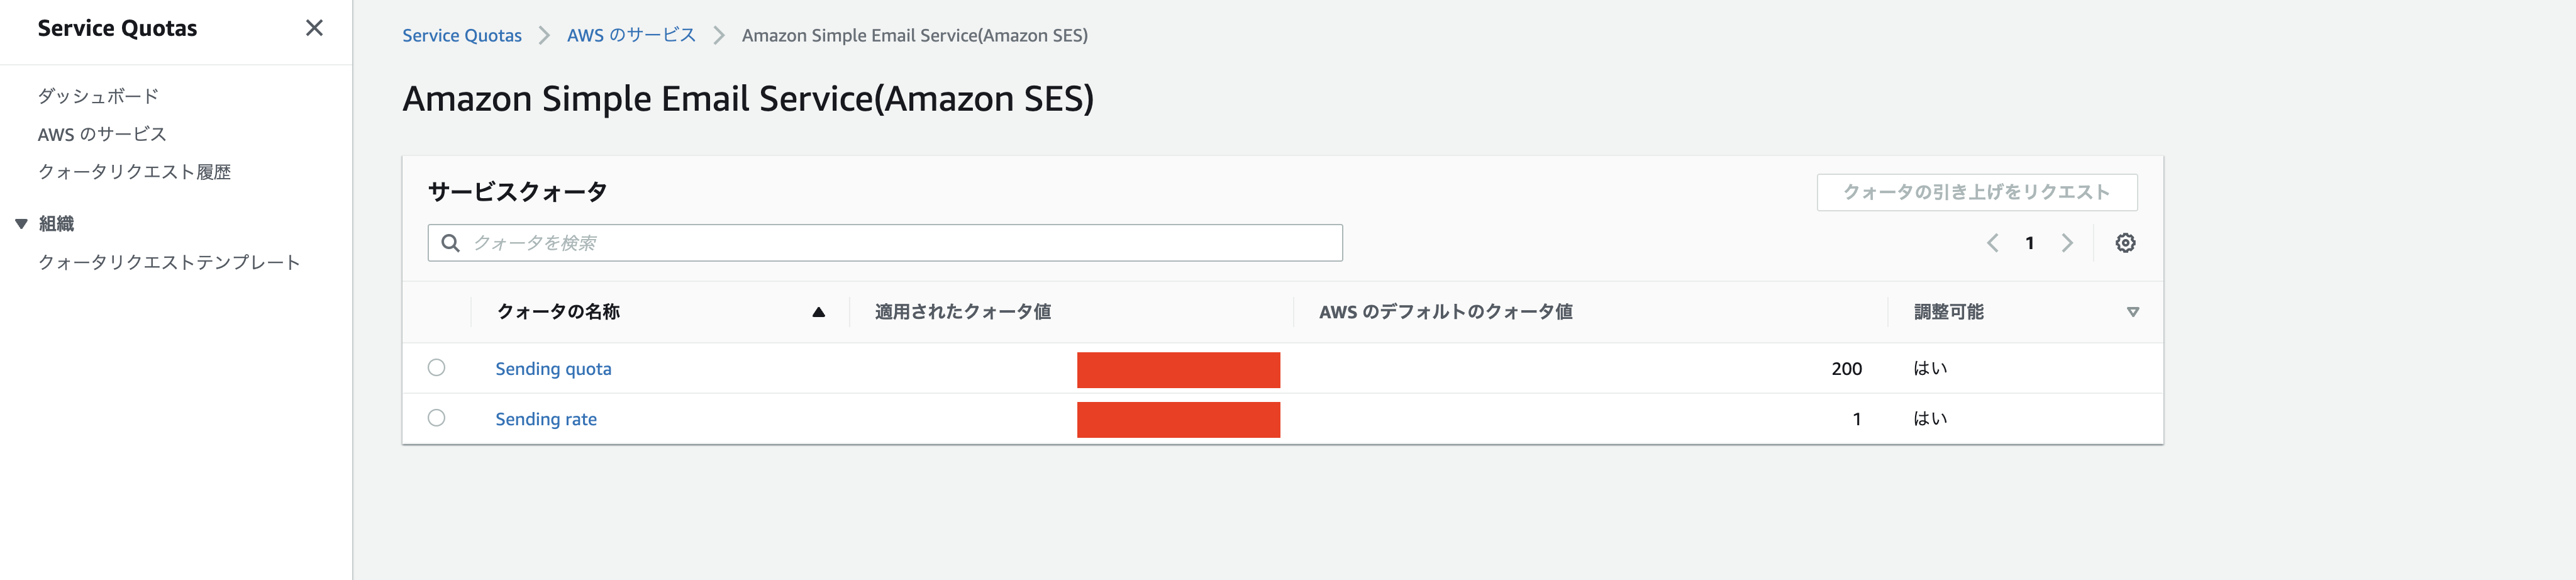 Service Quotas
ダッシュボード
AWS のサービス
クォータリクエスト履歴
組織
クォータリクエストテンプレート
Service Quotas AWS のサービス Amazon Simple Email Service(Amazon SES)
Amazon Simple Email Service(Amazon SES)
サービスクォータ クォータの引き上げをリクエスト
クォータを検索 1
クォータの名称 適用されたクォータ値 AWS のデフォルトのクォータ値 調整可能
Sending quota 200 はい
Sending rate 1 はい